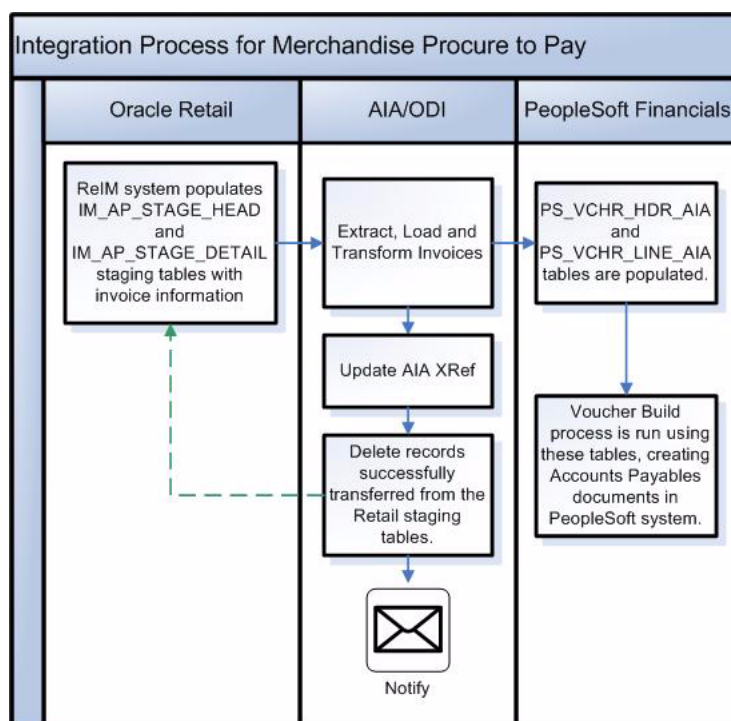 Integration Process for Merchandise Procure to Pay
Oracle Retail
AIA/ODI
PeopleSoft Financials
ReIM system populates
IM_AP_STAGE_HEAD
and
IM_AP_STAGE_DETAIL
staging tables with
invoice information
Extract, Load and
Transform Invoices
PS_VCHR_HDR_AIA
and
PS_VCHR_LINE_AIA
tables are populated.
Update AIA XRef
Delete records
successfully
transferred from the
Retail staging
tables.
Voucher Build
process is run using
these tables, creating
Accounts Payables
documents in
PeopleSoft system.
Notify